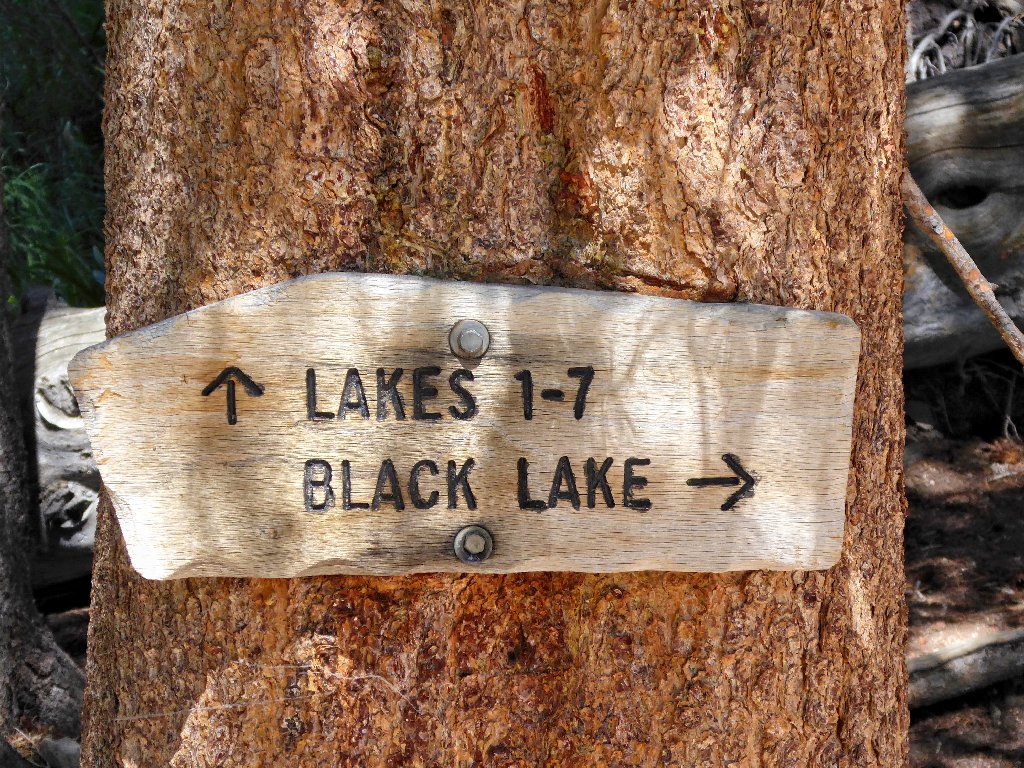 ↑ LAKES 1-7
BLACK LAKE →